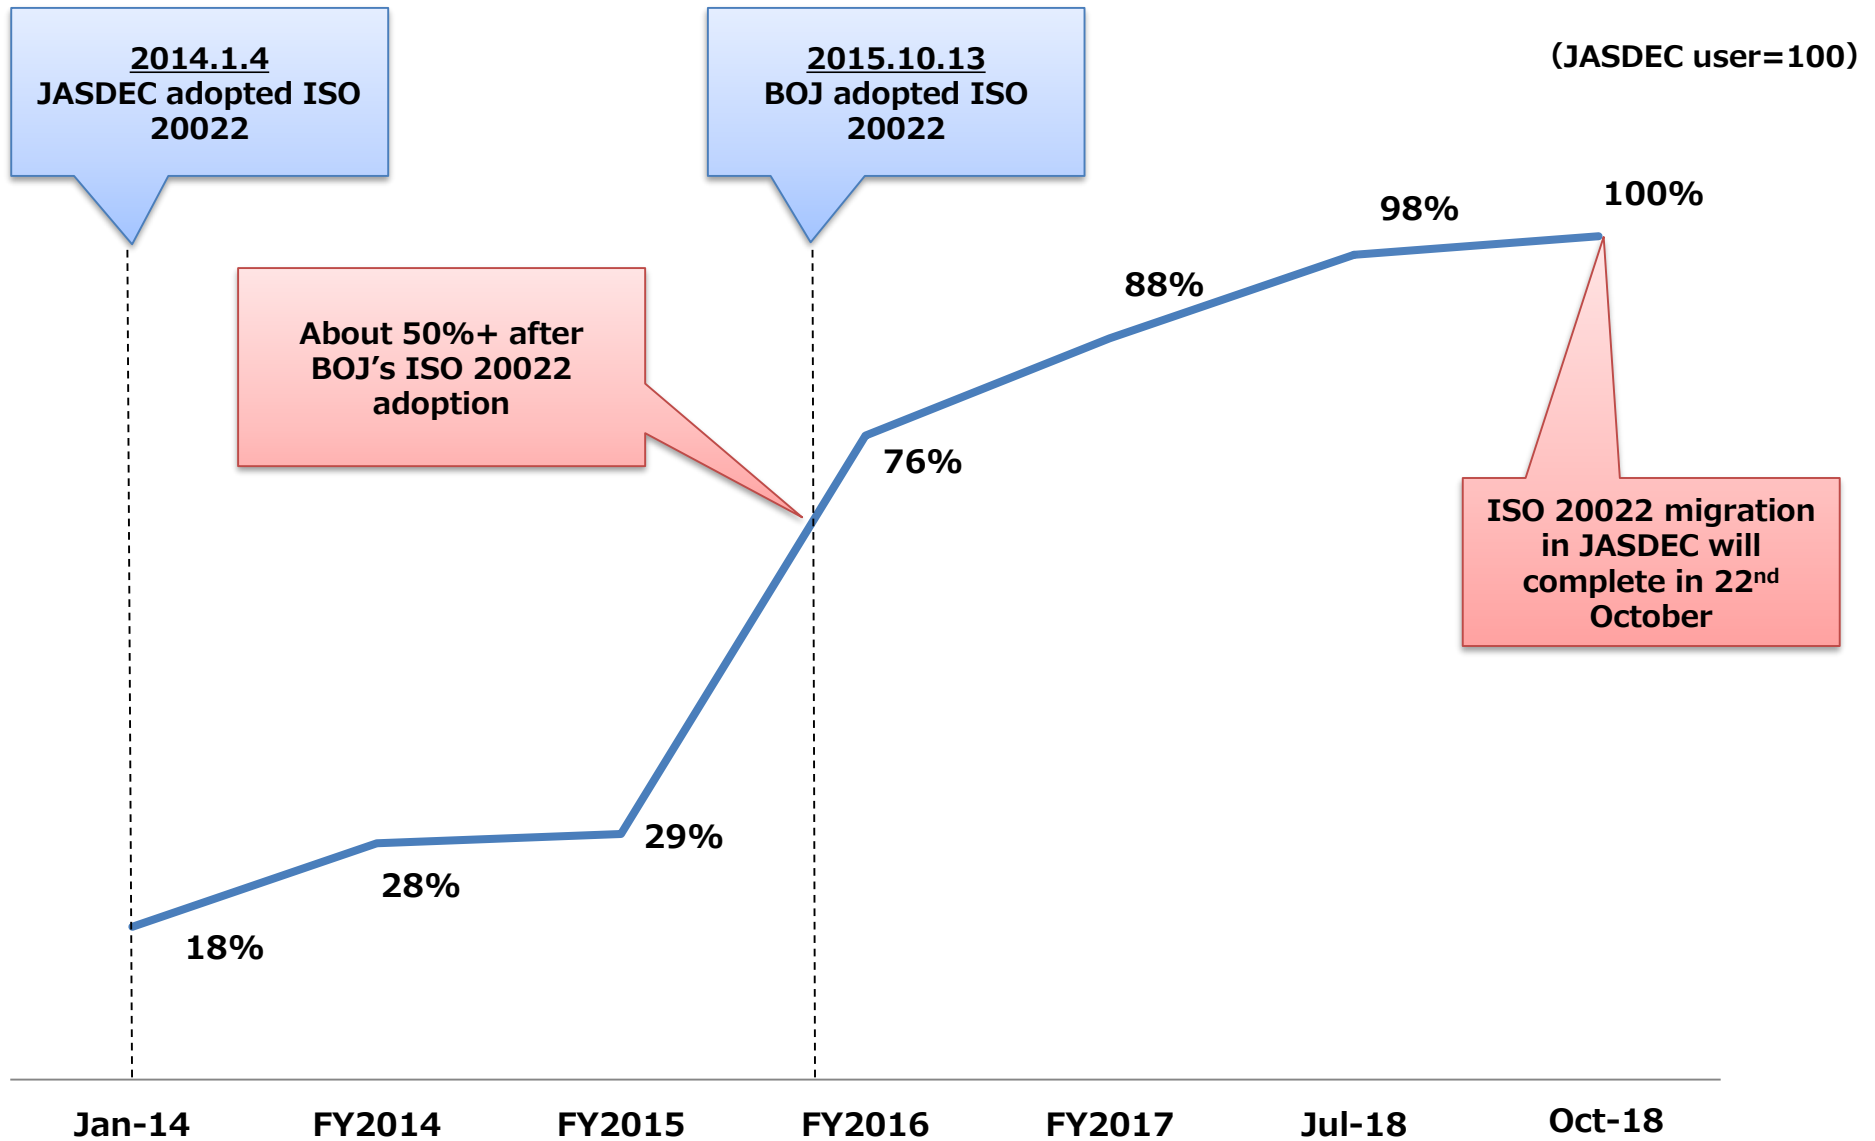 2014.1.4
JASDEC adopted ISO
20022
2015.10.13
BOJ adopted ISO
20022
（JASDEC user=100）
About 50%+ after
BOJ’s ISO 20022
adoption
18%
28%
29%
76%
88%
98%
100%
ISO 20022 migration
in JASDEC will
complete in 22nd
October
Jan-14
FY2014
FY2015
FY2016
FY2017
Jul-18
Oct-18